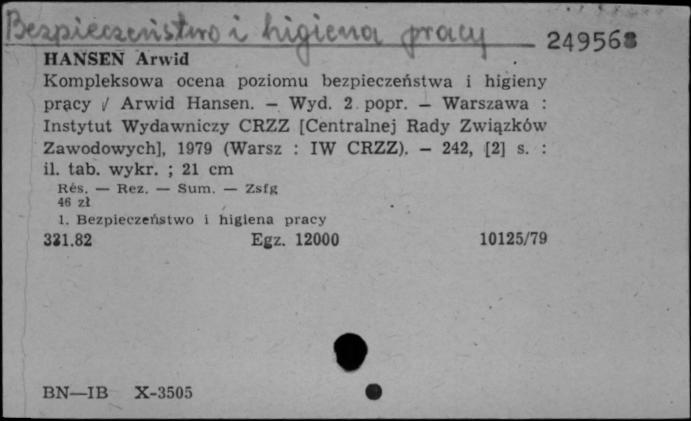 Bezpieczeństwo i higiena pracy 249568
HANSEN Arwid
Kompleksowa ocena poziomu bezpieczeństwa i higieny
pracy / Arwid Hansen. — Wyd. 2 popr. — Warszawa :
Instytut Wydawniczy CRZZ [Centralnej Rady Związków
Zawodowych], 1979 (Warsz : IW CRZZ). — 242, [2] s. :
il. tab. wykr. ; 21 cm
Rés. — Rez. — Sum. — Zsfg
46 zł
1. Bezpieczeństwo i higiena pracy
331.82 Egz. 12000 10125/79
BN—IB X-3505